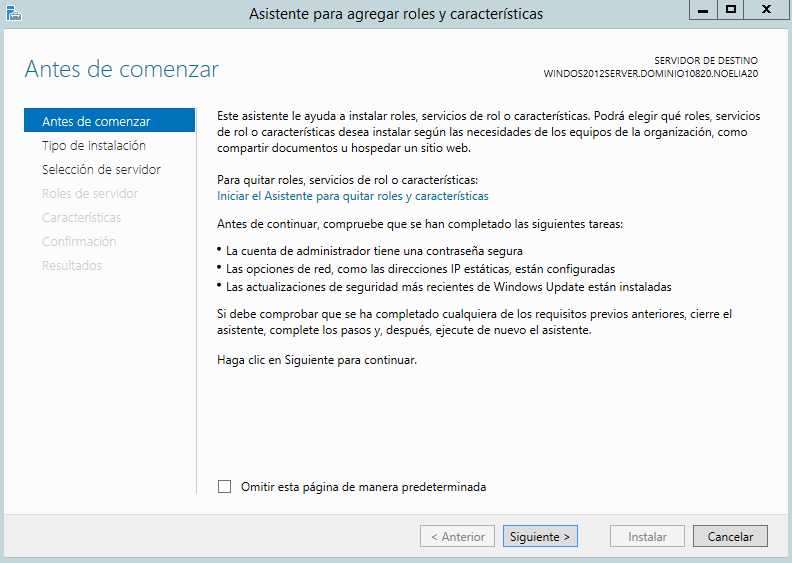 Asistente para agregar roles y características
Antes de comenzar
SERVIDOR DE DESTINO
WINDOS2012SERVER.DOMINIO10820.NOELIA20
Antes de comenzar
Tipo de instalación
Selección de servidor
Roles de servidor
Características
Confirmación
Resultados
Este asistente le ayuda a instalar roles, servicios de rol o características. Podrá elegir qué roles, servicios
de rol o características desea instalar según las necesidades de los equipos de la organización, como
compartir documentos u hospedar un sitio web.
Para quitar roles, servicios de rol o características:
Iniciar el Asistente para quitar roles y características
Antes de continuar, compruebe que se han completado las siguientes tareas:
• La cuenta de administrador tiene una contraseña segura
• Las opciones de red, como las direcciones IP estáticas, están configuradas
• Las actualizaciones de seguridad más recientes de Windows Update están instaladas
Si debe comprobar que se ha completado cualquiera de los requisitos previos anteriores, cierre el
asistente, complete los pasos y, después, ejecute de nuevo el asistente.
Haga clic en Siguiente para continuar.
Omitir esta página de manera predeterminada
< Anterior
Siguiente >
Instalar
Cancelar